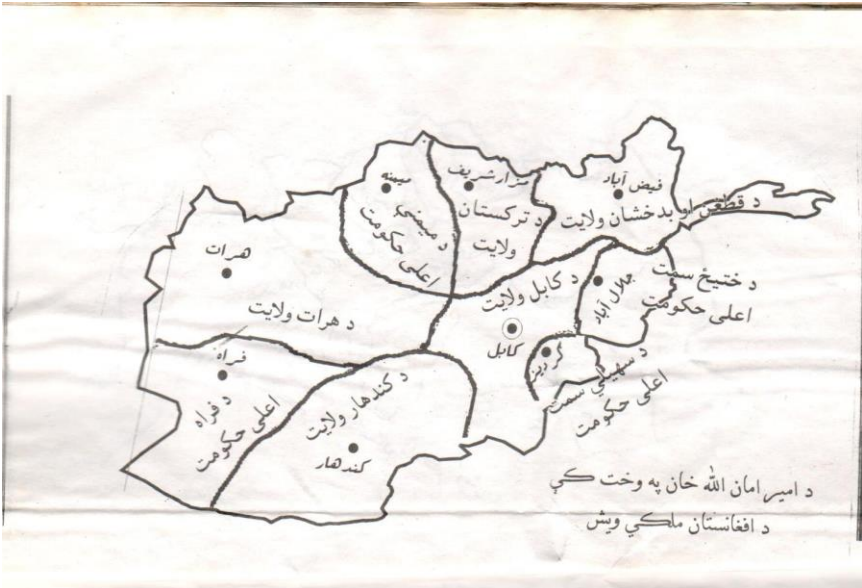 میمنه
مزارشریف
فیض آباد
د قطغن او بدخشان ولایت
د ترکستان
ولایت
د میمنې
اعلی حکومت
هرات
د هرات ولایت
د کابل ولایت
کابل
جلال آباد
د ختیځ سمت
اعلی حکومت
ګردیز
د سهیلي سمت
اعلی حکومت
فراه
د فراه
اعلی حکومت
د کندهار ولایت
کندهار
د امیر امان الله خان په وخت کې
د افغانستان ملکي ویش